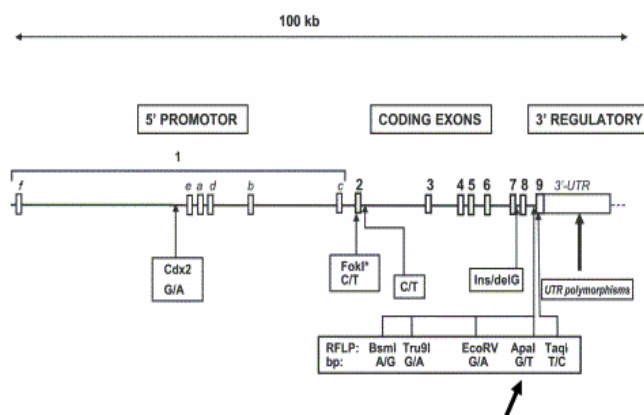 100 kb
5' PROMOTOR CODING EXONS 3' REGULATORY
1
f e a d b c 2 3 4 5 6 7 8 9 3'-UTR
Cdx2
G/A
FokI*
C/T
C/T
Ins/delG
UTR polymorphisms
RFLP: BsmI Tru9I EcoRV ApaI TaqI
bp: A/G G/A G/A G/T T/C